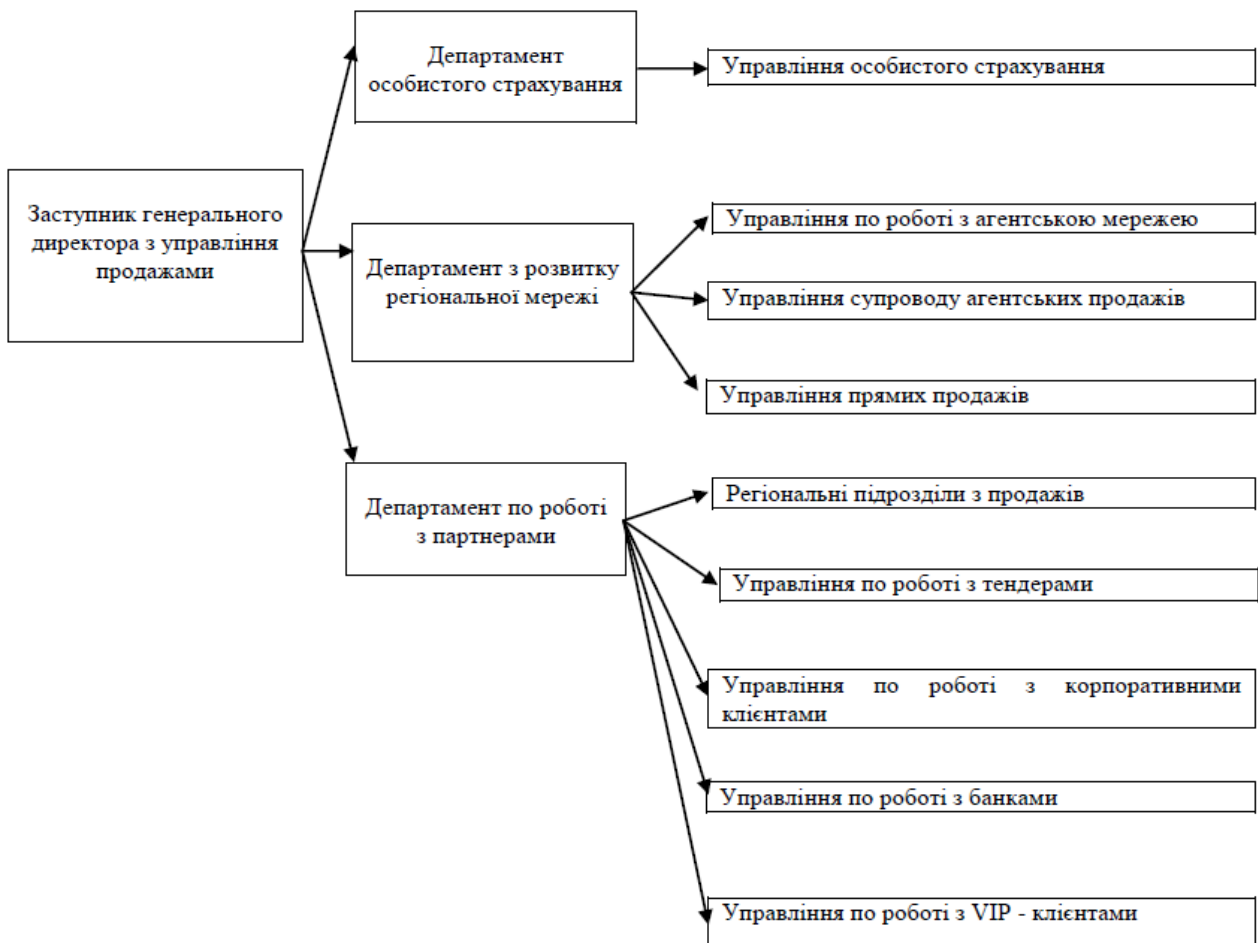 Департамент
особистого страхування
Управління особистого страхування
Заступник генерального
директора з управління
продажами
Департамент з розвитку
регіональної мережі
Управління по роботі з агентською мережею
Управління супроводу агентських продажів
Управління прямих продажів
Департамент по роботі
з партнерами
Регіональні підрозділи з продажів
Управління по роботі з тендерами
Управління по роботі з корпоративними
клієнтами
Управління по роботі з банками
Управління по роботі з VIP - клієнтами